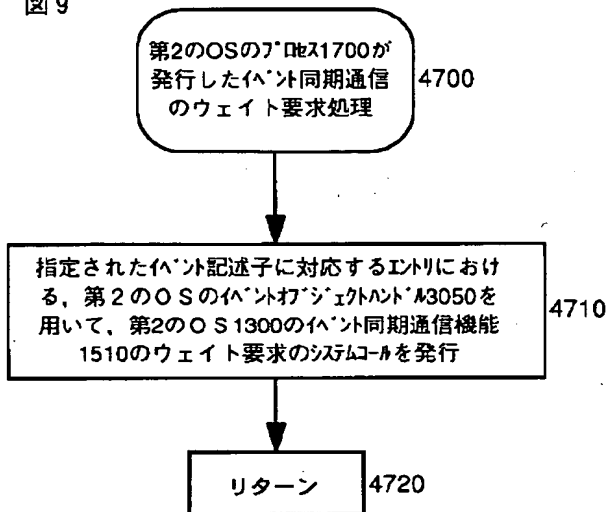 図9
第2のOSのﾌﾟﾛｾｽ1700が
発行したｲﾍﾞﾝﾄ同期通信
のウェイト要求処理
4700
指定されたｲﾍﾞﾝﾄ記述子に対応するｴﾝﾄﾘにおけ
る，第２のＯＳのｲﾍﾞﾝﾄｵﾌﾞｼﾞｪｸﾄﾊﾝﾄﾞﾙ3050を
用いて，第2のＯＳ1300のｲﾍﾞﾝﾄ同期通信機能
1510のウェイト要求のｼｽﾃﾑｺｰﾙを発行
4710
リターン
4720